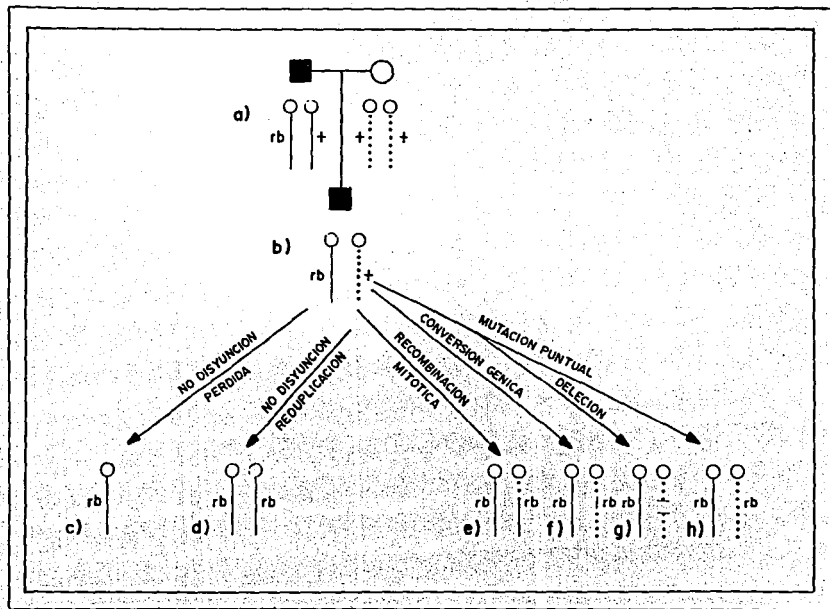 a)
rb + + +
b)
rb +
NO DISYUNCION
PERDIDA
NO DISYUNCION
REDUPLICACION
RECOMBINACION
MITOTICA
CONVERSION GENICA
MUTACION PUNTUAL
DELECION
c) rb
d) rb rb
e) rb rb
f) rb rb
g) rb
h) rb rb